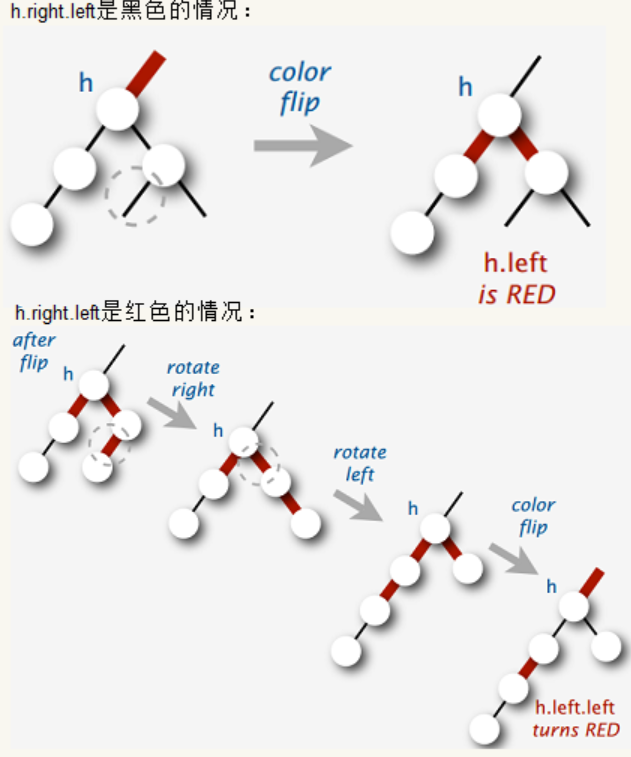 h.right.left是黑色的情况：
h
color
flip
h
h.left
is RED
h.right.left是红色的情况：
after
flip
h
rotate
right
h
rotate
left
h
color
flip
h
h.left.left
turns RED